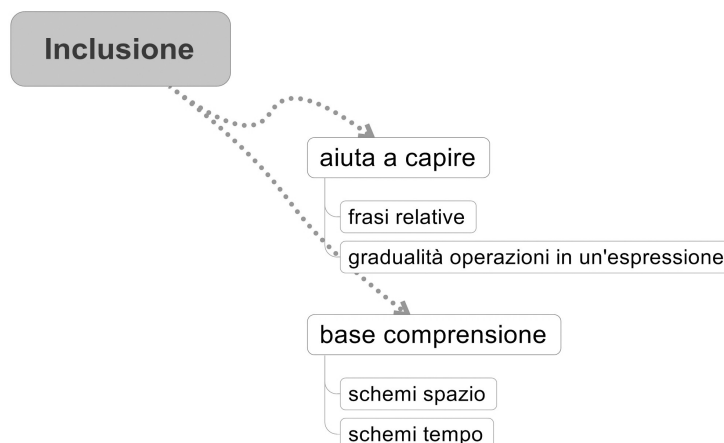 Inclusione
aiuta a capire
frasi relative
gradualità operazioni in un'espressione
base comprensione
schemi spazio
schemi tempo